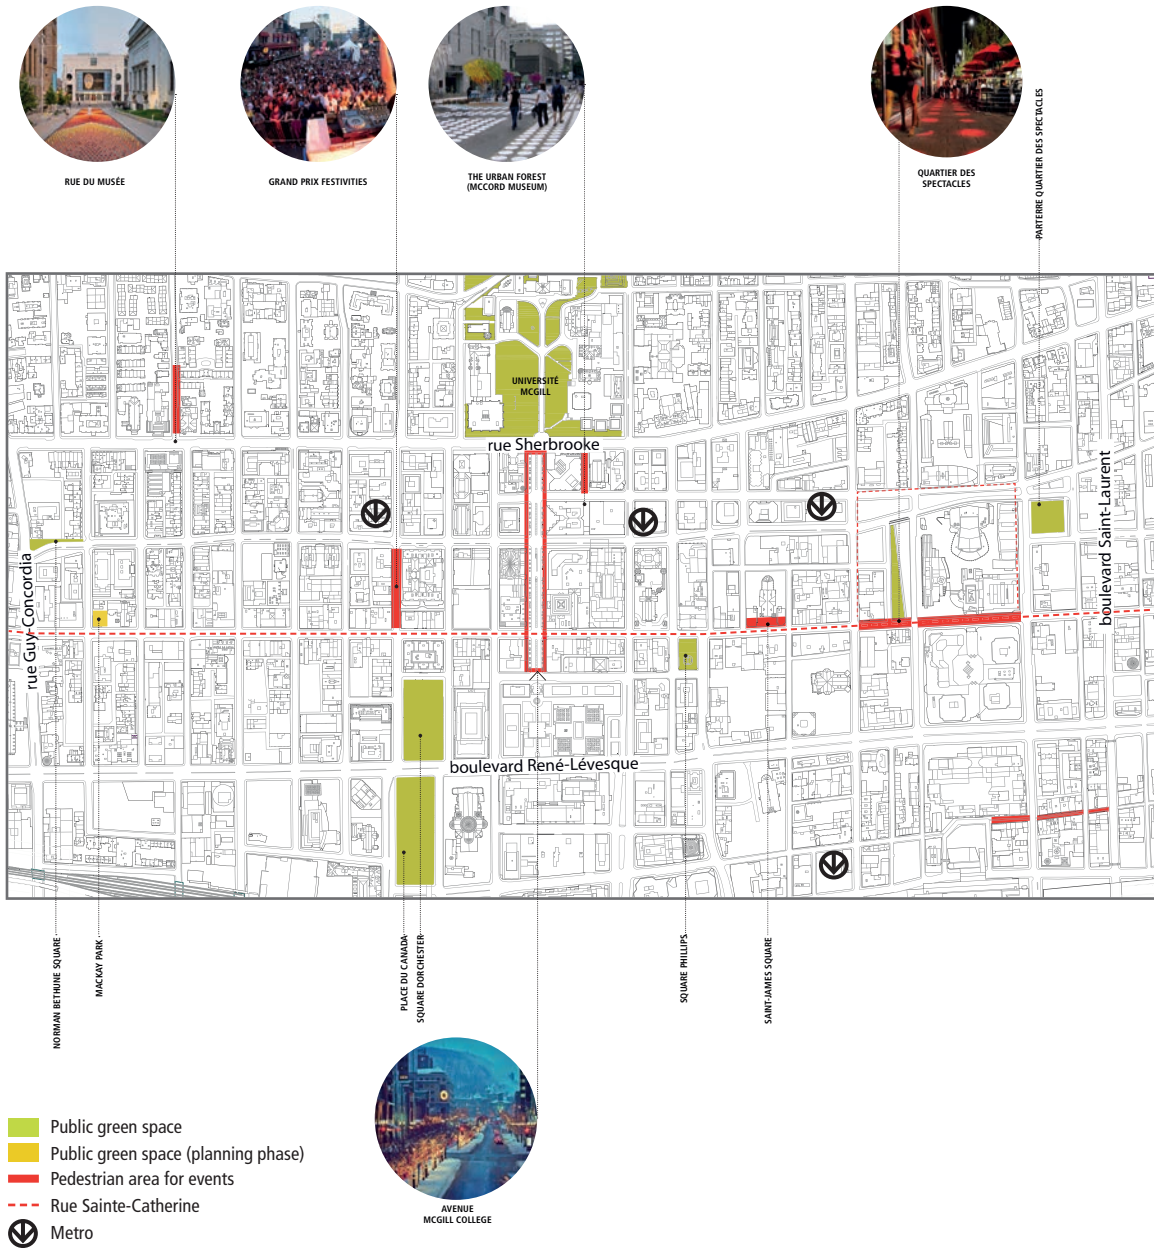 RUE DU MUSÉE
GRAND PRIX FESTIVITIES
THE URBAN FOREST
(MCCORD MUSEUM)
QUARTIER DES
SPECTACLES
PARTERRE QUARTIER DES SPECTACLES
UNIVERSITÉ
MCGILL
rue Sherbrooke
rue Guy-Concordia
boulevard Saint-Laurent
boulevard René-Lévesque
NORMAN BETHUNE SQUARE
MACKAY PARK
PLACE DU CANADA
SQUARE DORCHESTER
SQUARE PHILLIPS
SAINT-JAMES SQUARE
AVENUE
MCGILL COLLEGE
Public green space
Public green space (planning phase)
Pedestrian area for events
Rue Sainte-Catherine
Metro